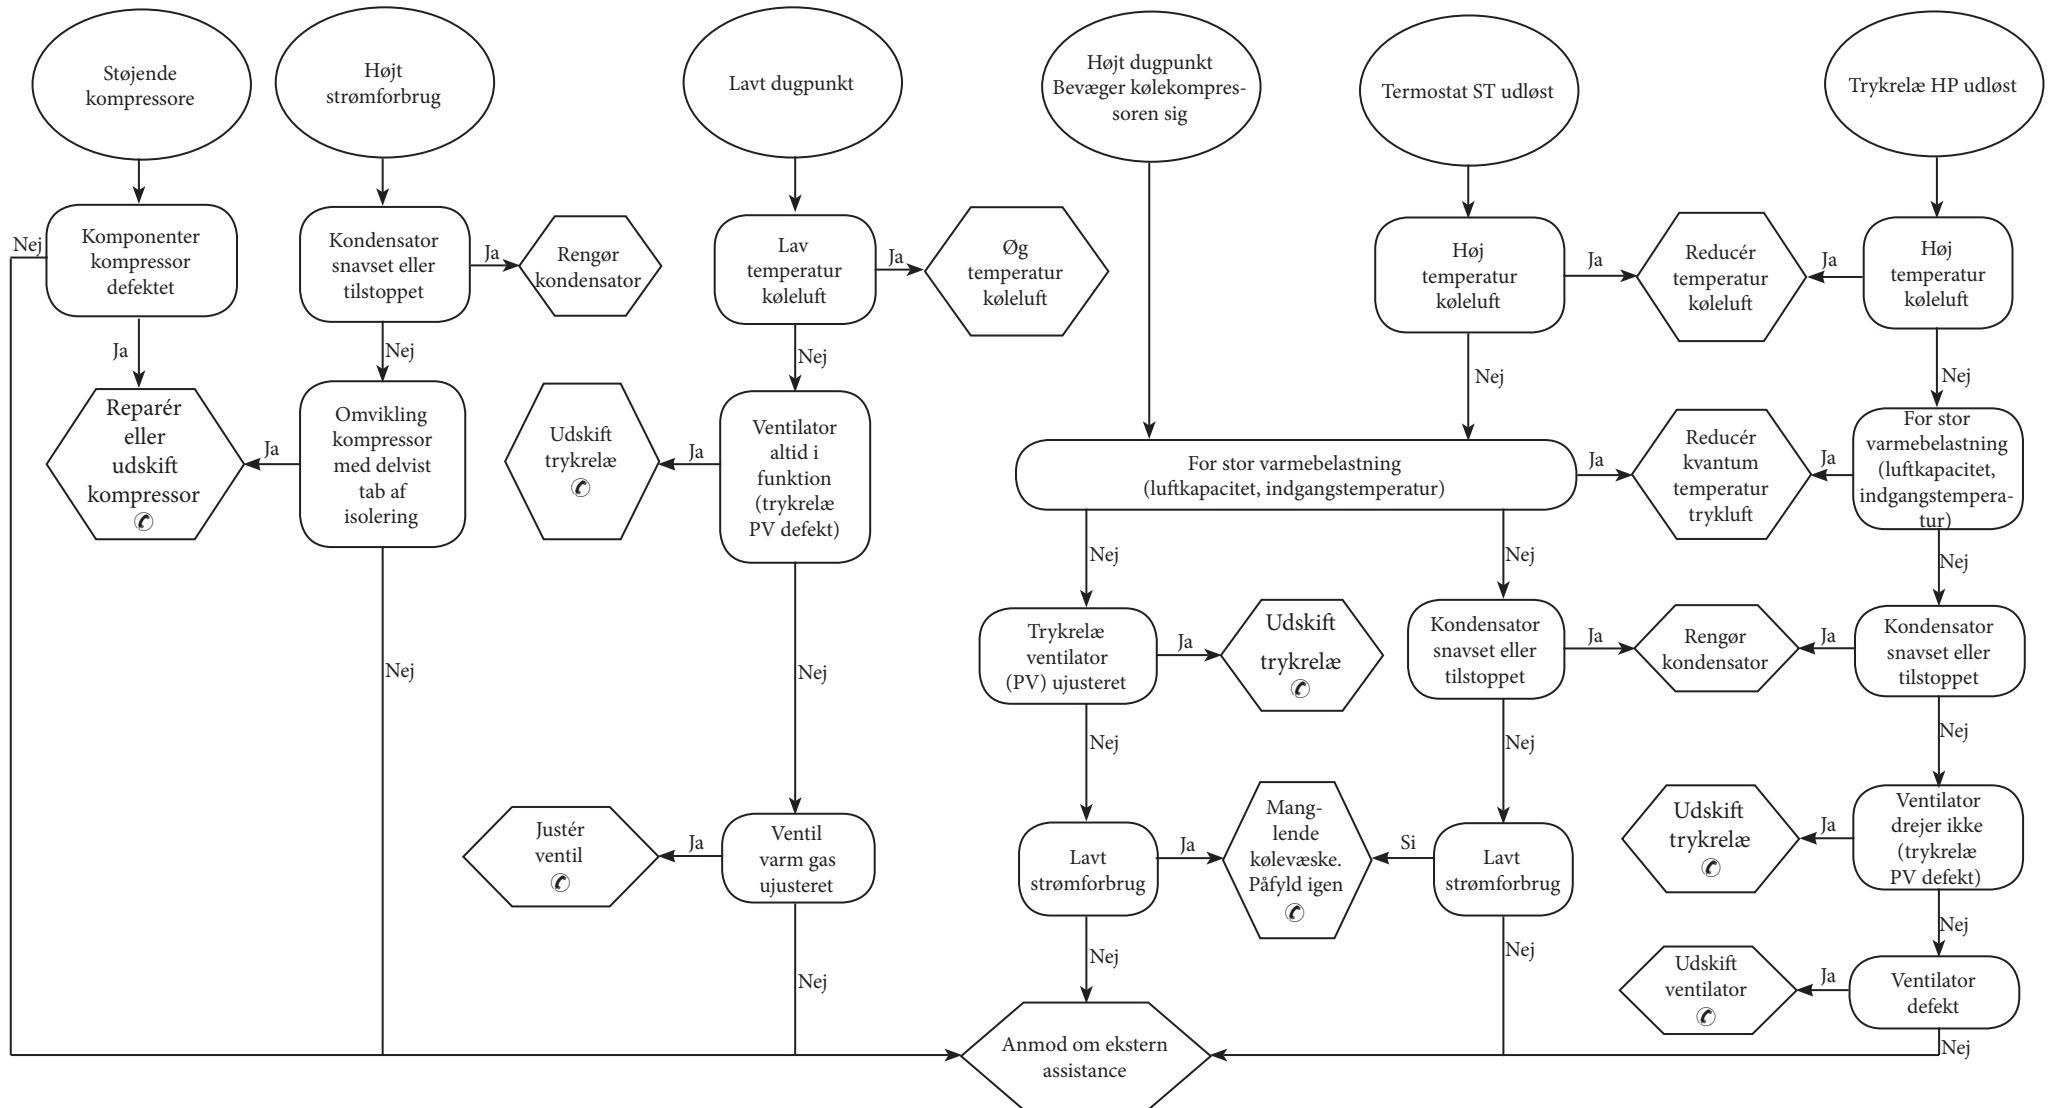 Støjende
kompressore
Højt
strømforbrug
Lavt dugpunkt
Højt dugpunkt
Bevæger kølekompres-
soren sig
Termostat ST udløst
Trykrelæ HP udløst
Nej
Komponenter
kompressor
defektet
Kondensator
snavset eller
tilstoppet
Ja
Rengør
kondensator
Lav
temperatur
køleluft
Ja
Øg
temperatur
køleluft
Høj
temperatur
køleluft
Ja
Reducér
temperatur
køleluft
Ja
Høj
temperatur
køleluft
Ja
Nej
Nej
Nej
Nej
Reparér
eller
udskift
kompressor
✆
Ja
Omvikling
kompressor
med delvist
tab af
isolering
Udskift
trykrelæ
✆
Ja
Ventilator
altid i
funktion
(trykrelæ
PV defekt)
For stor varmebelastning
(luftkapacitet, indgangstemperatur)
Ja
Reducér
kvantum
temperatur
trykluft
Ja
For stor
varmebelastning
(luftkapacitet,
indgangstempera-
tur)
Nej
Nej
Nej
Nej
Nej
Trykrelæ
ventilator
(PV) ujusteret
Ja
Udskift
trykrelæ
✆
Kondensator
snavset eller
tilstoppet
Ja
Rengør
kondensator
Ja
Kondensator
snavset eller
tilstoppet
Nej
Nej
Nej
Justér
ventil
✆
Ja
Ventil
varm gas
ujusteret
Lavt
strømforbrug
Ja
Mang-
lende
kølevæske.
Påfyld igen
✆
Si
Lavt
strømforbrug
Udskift
trykrelæ
✆
Ja
Ventilator
drejer ikke
(trykrelæ
PV defekt)
Nej
Nej
Nej
Nej
Udskift
ventilator
✆
Ja
Ventilator
defekt
Anmod om ekstern
assistance
Nej